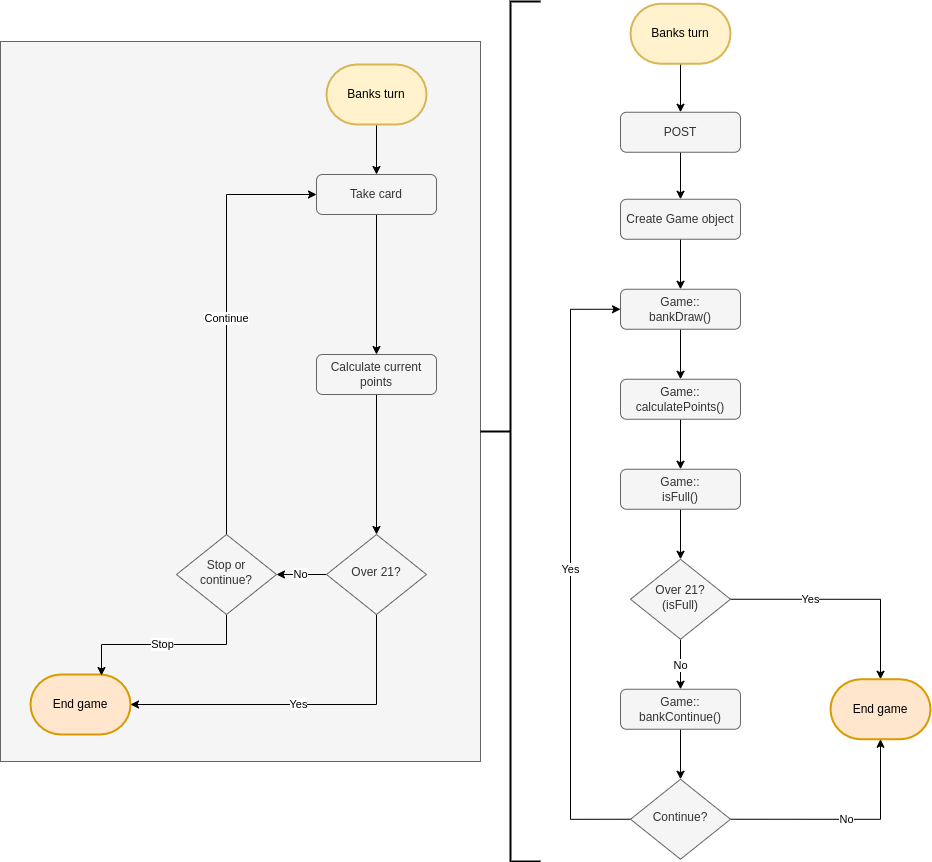 Banks turn
Take card
Continue
Calculate current
points
Stop or
continue?
No
Over 21?
Stop
End game
Yes
Banks turn
POST
Create Game object
Game::
bankDraw()
Game::
calculatePoints()
Game::
isFull()
Yes
Over 21?
(isFull)
Yes
No
Game::
bankContinue()
End game
Continue?
No